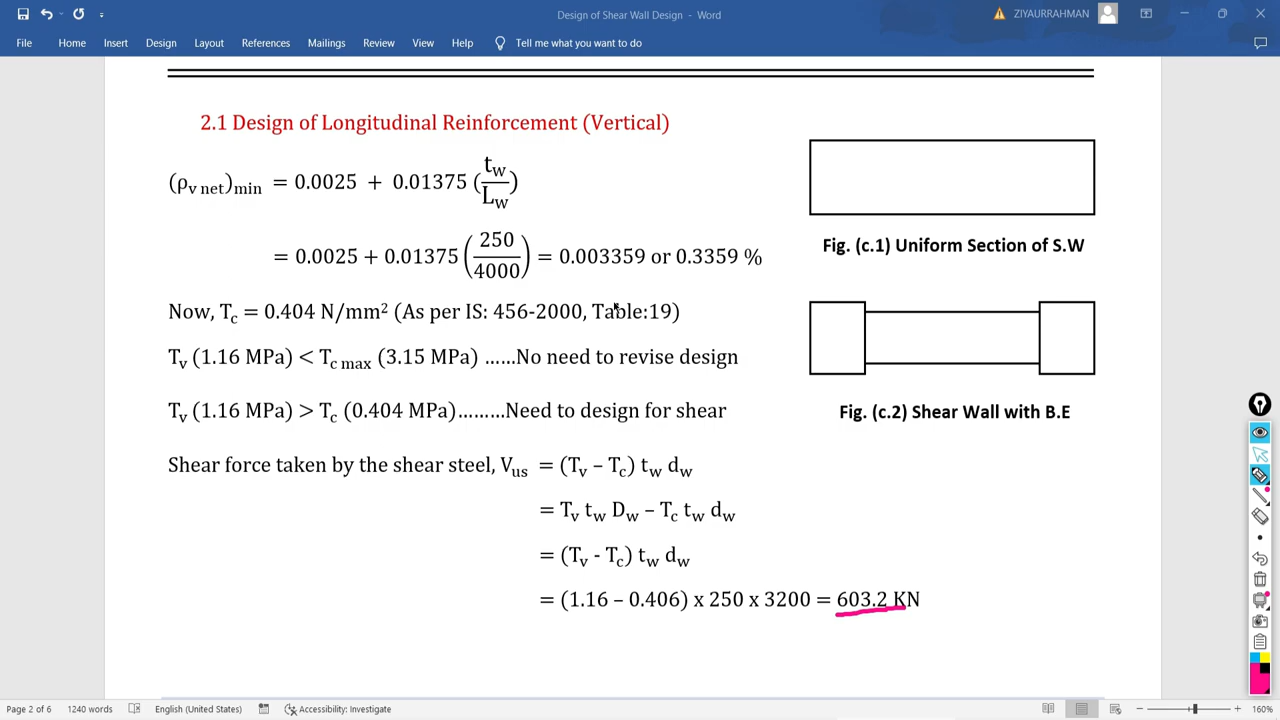 Design of Shear Wall Design - Word
ZIYAURRAHMAN
File Home Insert Design Layout References Mailings Review View Help Tell me what you want to do
2.1 Design of Longitudinal Reinforcement (Vertical)
(ρv net)min = 0.0025 + 0.01375 (tw/Lw)
= 0.0025 + 0.01375 (250/4000) = 0.003359 or 0.3359 %
Now, Tc = 0.404 N/mm² (As per IS: 456-2000, Table:19)
Tv (1.16 MPa) < Tc max (3.15 MPa) ......No need to revise design
Tv (1.16 MPa) > Tc (0.404 MPa).........Need to design for shear
Shear force taken by the shear steel, Vus = (Tv – Tc) tw dw
= Tv tw Dw – Tc tw dw
= (Tv - Tc) tw dw
= (1.16 – 0.406) x 250 x 3200 = 603.2 KN
Fig. (c.1) Uniform Section of S.W
Fig. (c.2) Shear Wall with B.E
Page 2 of 6 1240 words English (United States) Accessibility: Investigate 160%